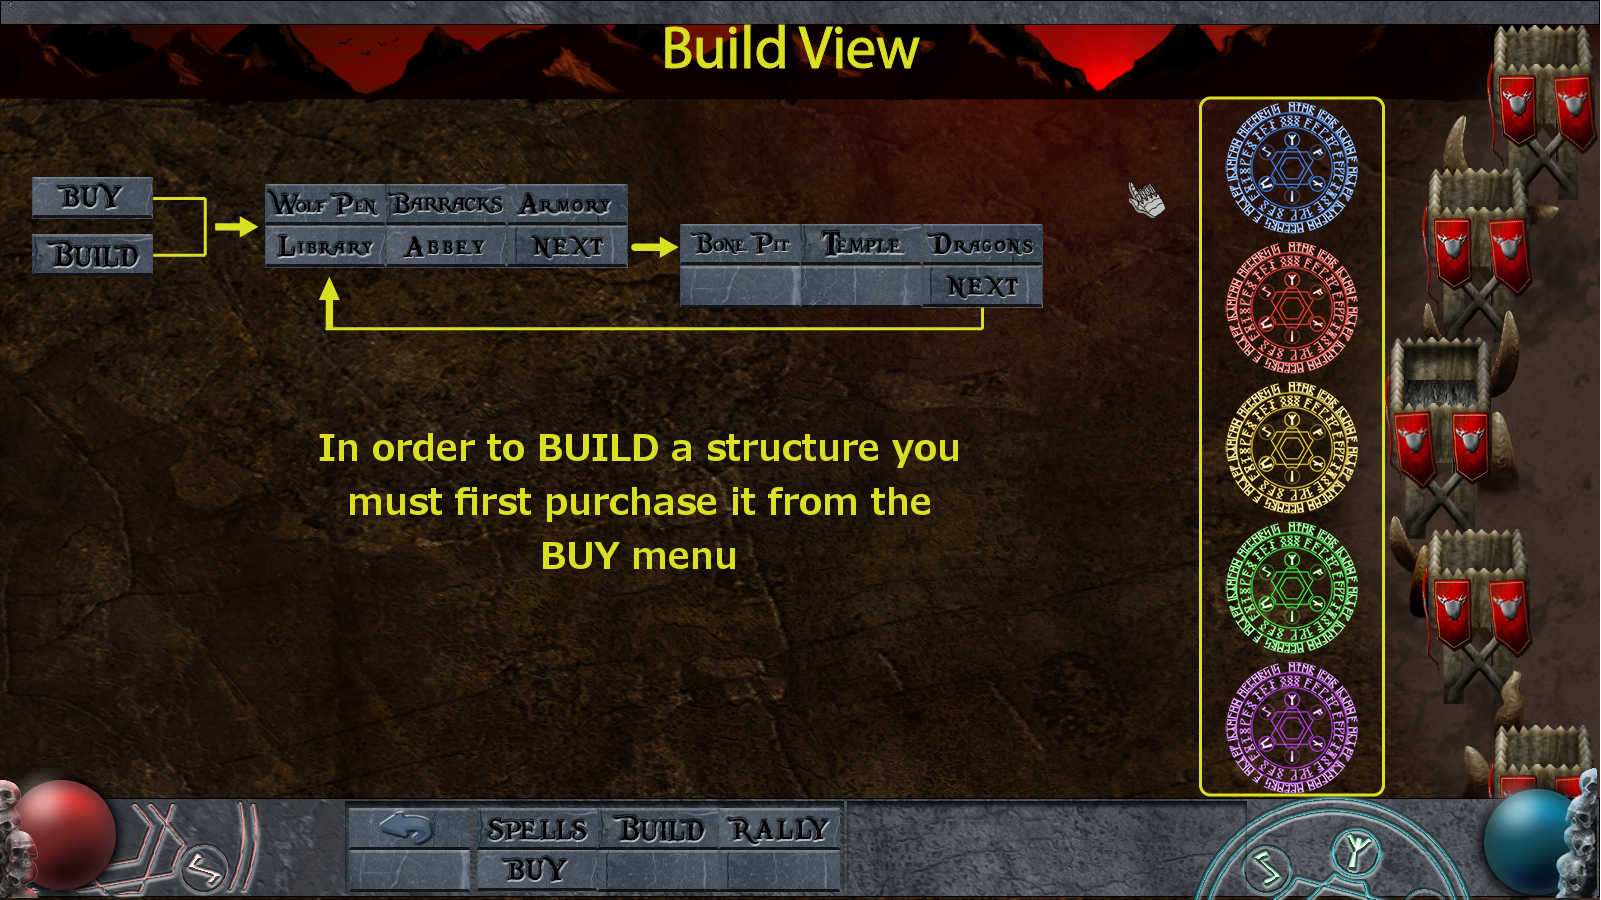 Build View
BUY
BUILD
WOLF PEN BARRACKS ARMORY
LIBRARY ABBEY NEXT
BONE PIT TEMPLE DRAGONS
NEXT
In order to BUILD a structure you
must first purchase it from the
BUY menu
SPELLS BUILD RALLY
BUY